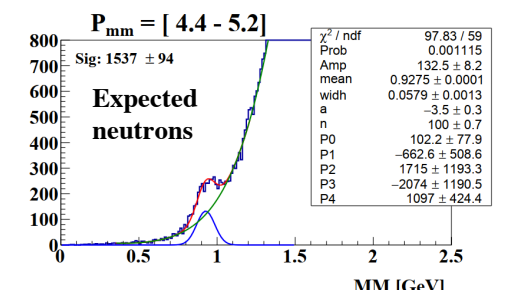 P_mm = [ 4.4 - 5.2]
Sig: 1537 ± 94
Expected
neutrons
χ² / ndf 97.83 / 59
Prob 0.001115
Amp 132.5 ± 8.2
mean 0.9275 ± 0.0001
widh 0.0579 ± 0.0013
a −3.5 ± 0.3
n 100 ± 0.7
P0 102.2 ± 77.9
P1 −662.6 ± 508.6
P2 1715 ± 1193.3
P3 −2074 ± 1190.5
P4 1097 ± 424.4
800
700
600
500
400
300
200
100
0
0 0.5 1 1.5 2 2.5
MM [GeV]